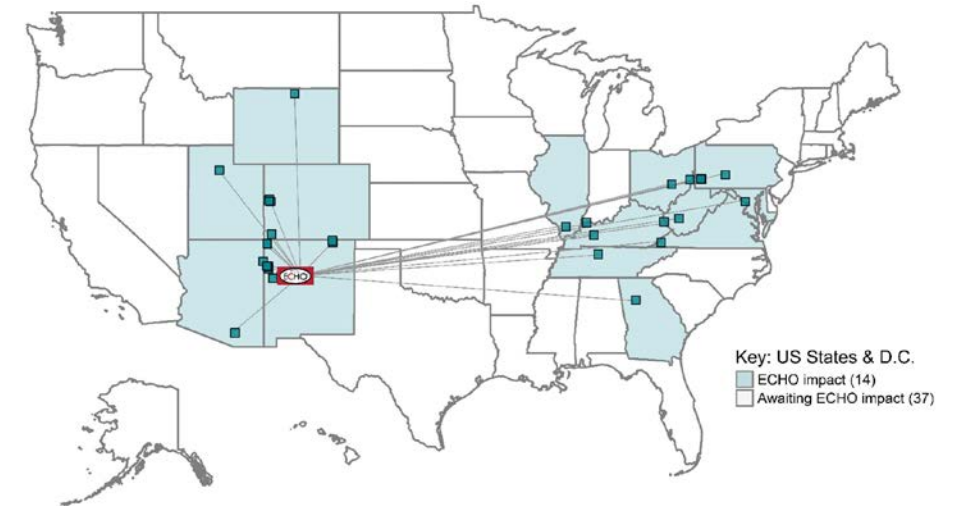 ECHO
Key: US States & D.C.
ECHO impact (14)
Awaiting ECHO impact (37)